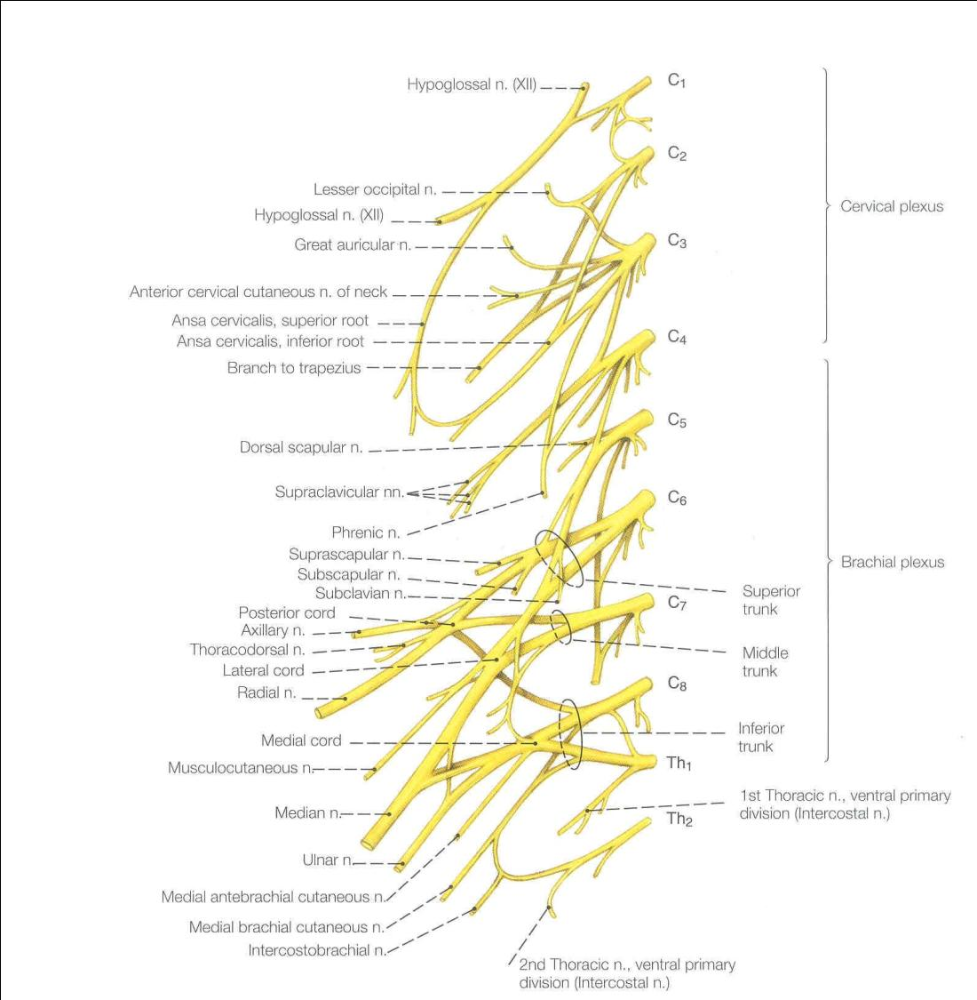 Hypoglossal n. (XII)
C1
C2
Lesser occipital n.
Hypoglossal n. (XII)
Cervical plexus
Great auricular n.
C3
Anterior cervical cutaneous n. of neck
Ansa cervicalis, superior root
Ansa cervicalis, inferior root
C4
Branch to trapezius
C5
Dorsal scapular n.
Supraclavicular nn.
C6
Phrenic n.
Suprascapular n.
Brachial plexus
Subscapular n.
Subclavian n.
Superior
trunk
C7
Posterior cord
Axillary n.
Thoracodorsal n.
Middle
trunk
Lateral cord
C8
Radial n.
Inferior
trunk
Medial cord
Th1
Musculocutaneous n.
1st Thoracic n., ventral primary
division (Intercostal n.)
Median n.
Th2
Ulnar n.
Medial antebrachial cutaneous n.
Medial brachial cutaneous n.
Intercostobrachial n.
2nd Thoracic n., ventral primary
division (Intercostal n.)